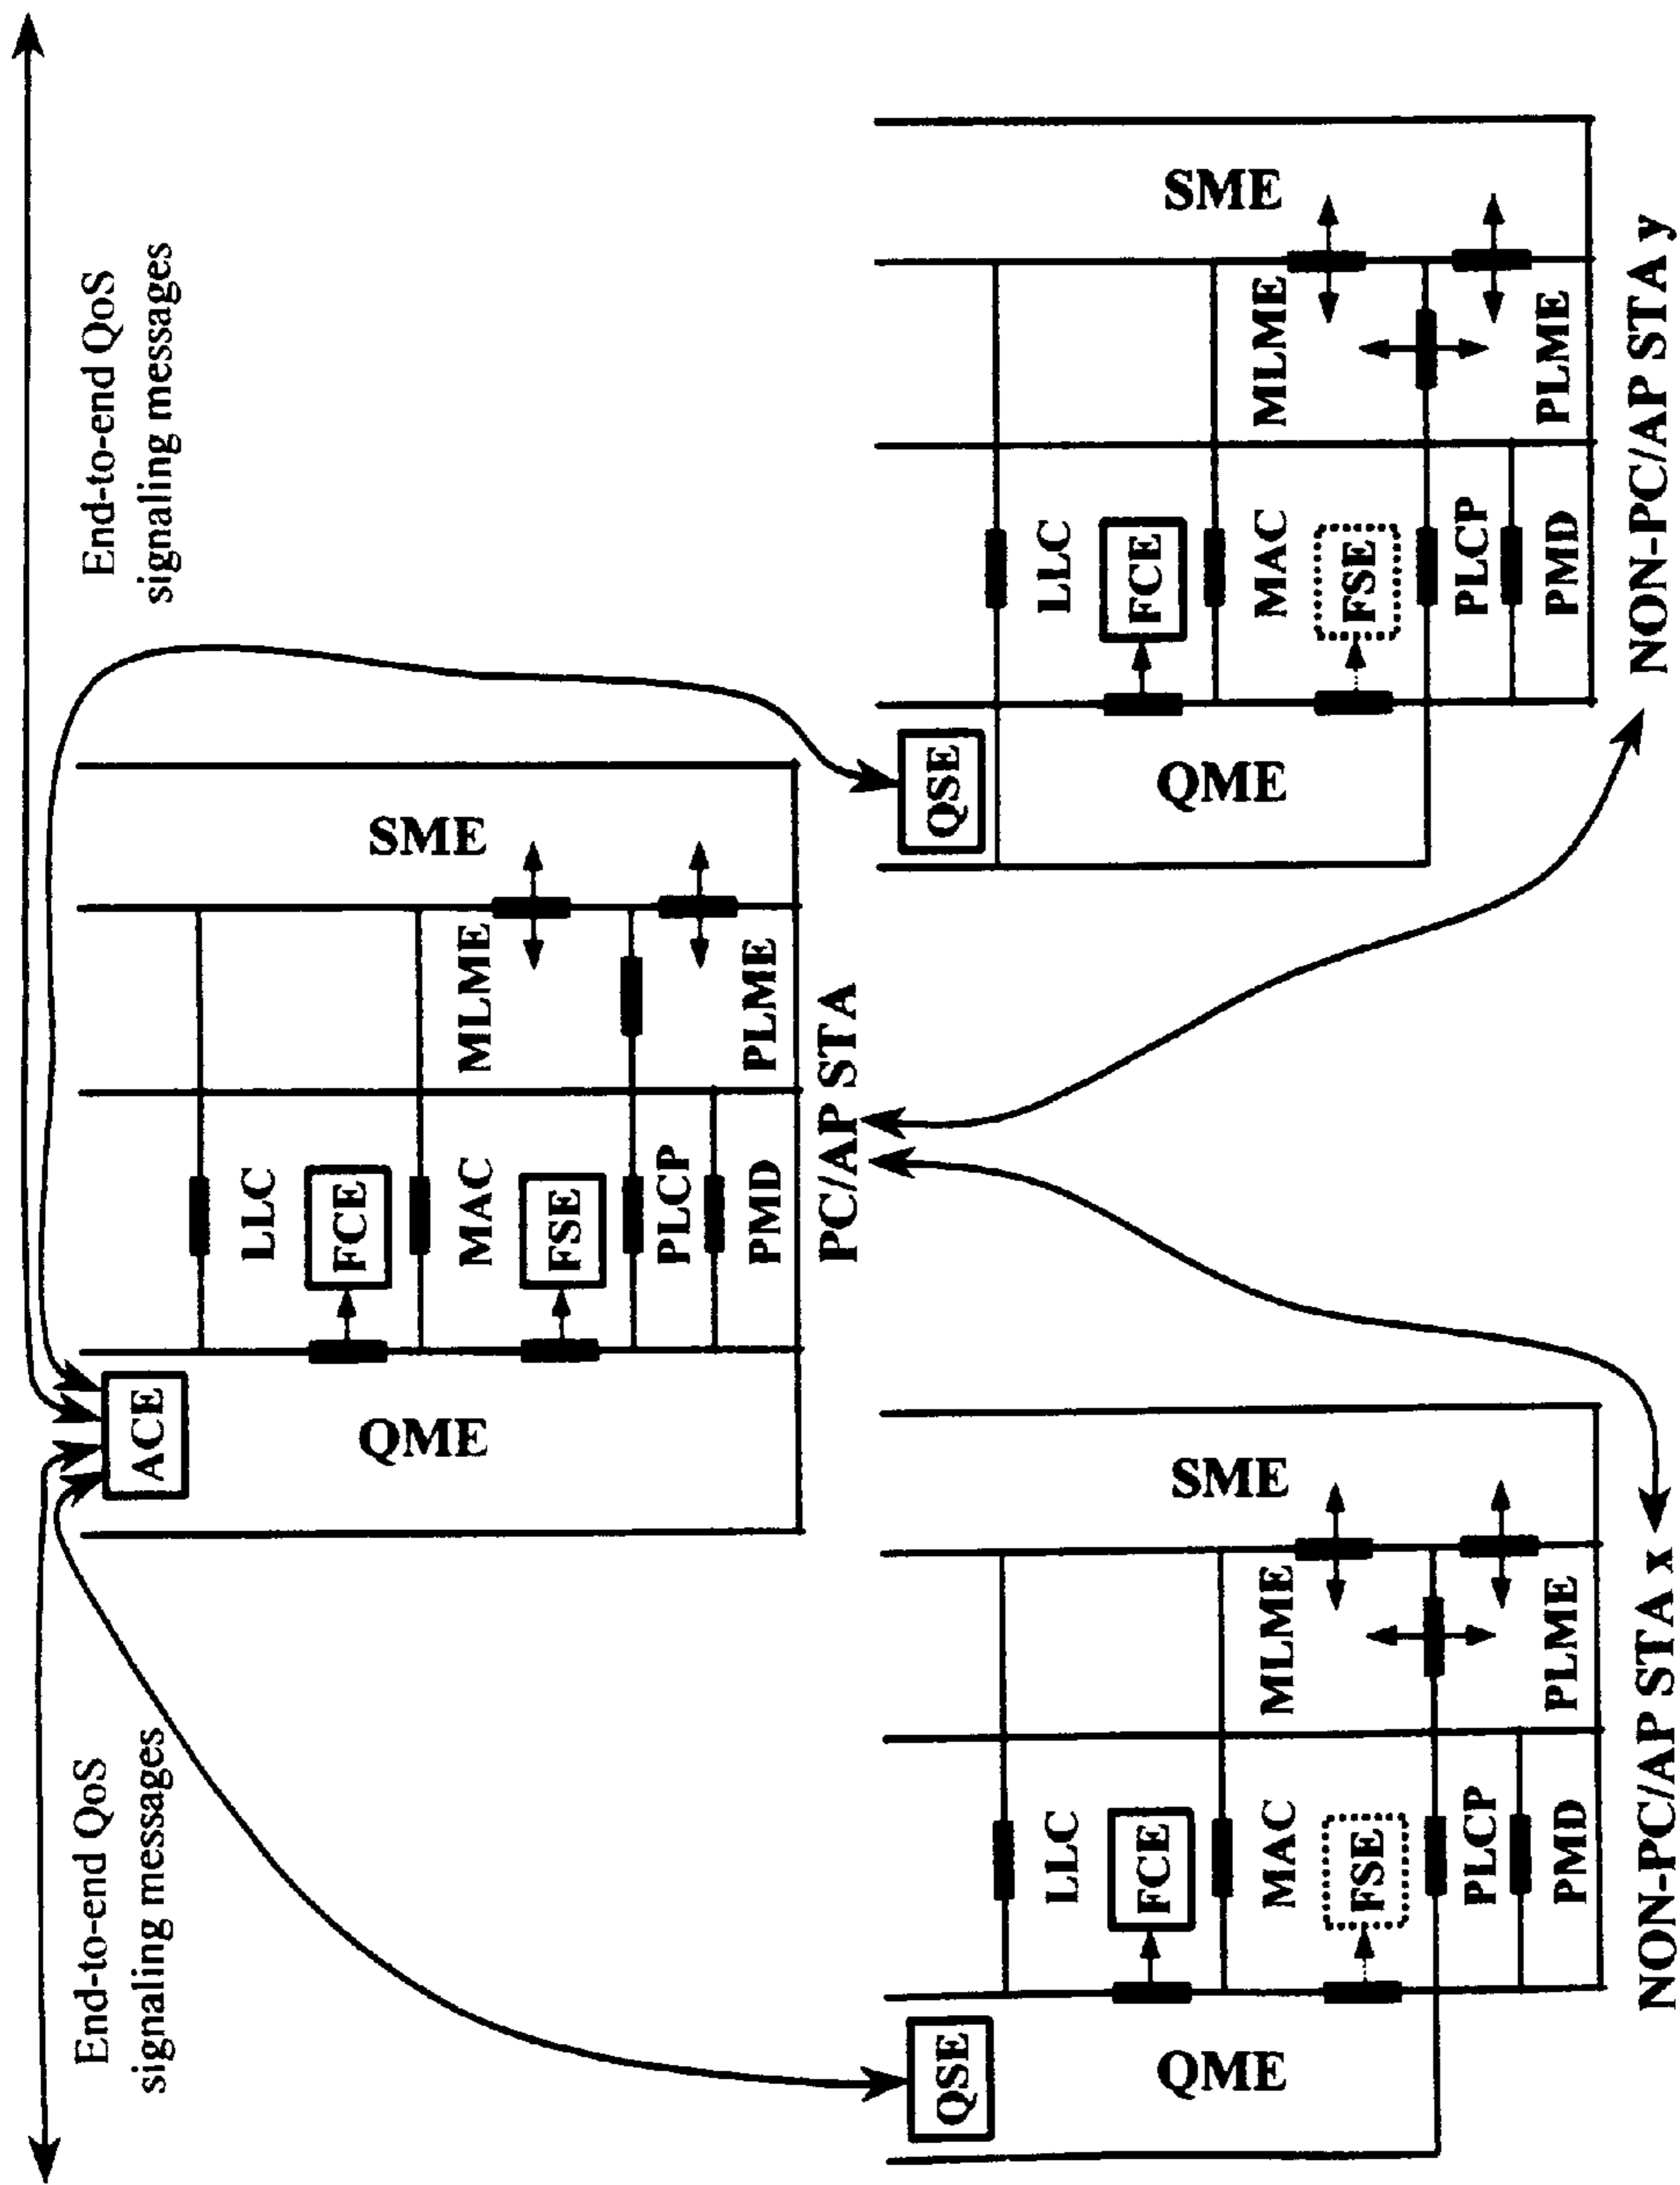 End-to-end QoS
signaling messages
End-to-end QoS
signaling messages
ACE
LLC
FCE
QME
SME
MAC
MLME
FSE
PLCP
PMD
PLME
PC/AP STA
QSE
LLC
FCE
QME
SME
MAC
MLME
FSE
PLCP
PMD
PLME
NON-PC/AP STA x
QSE
LLC
FCE
QME
SME
MAC
MLME
FSE
PLCP
PMD
PLME
NON-PC/AP STA y